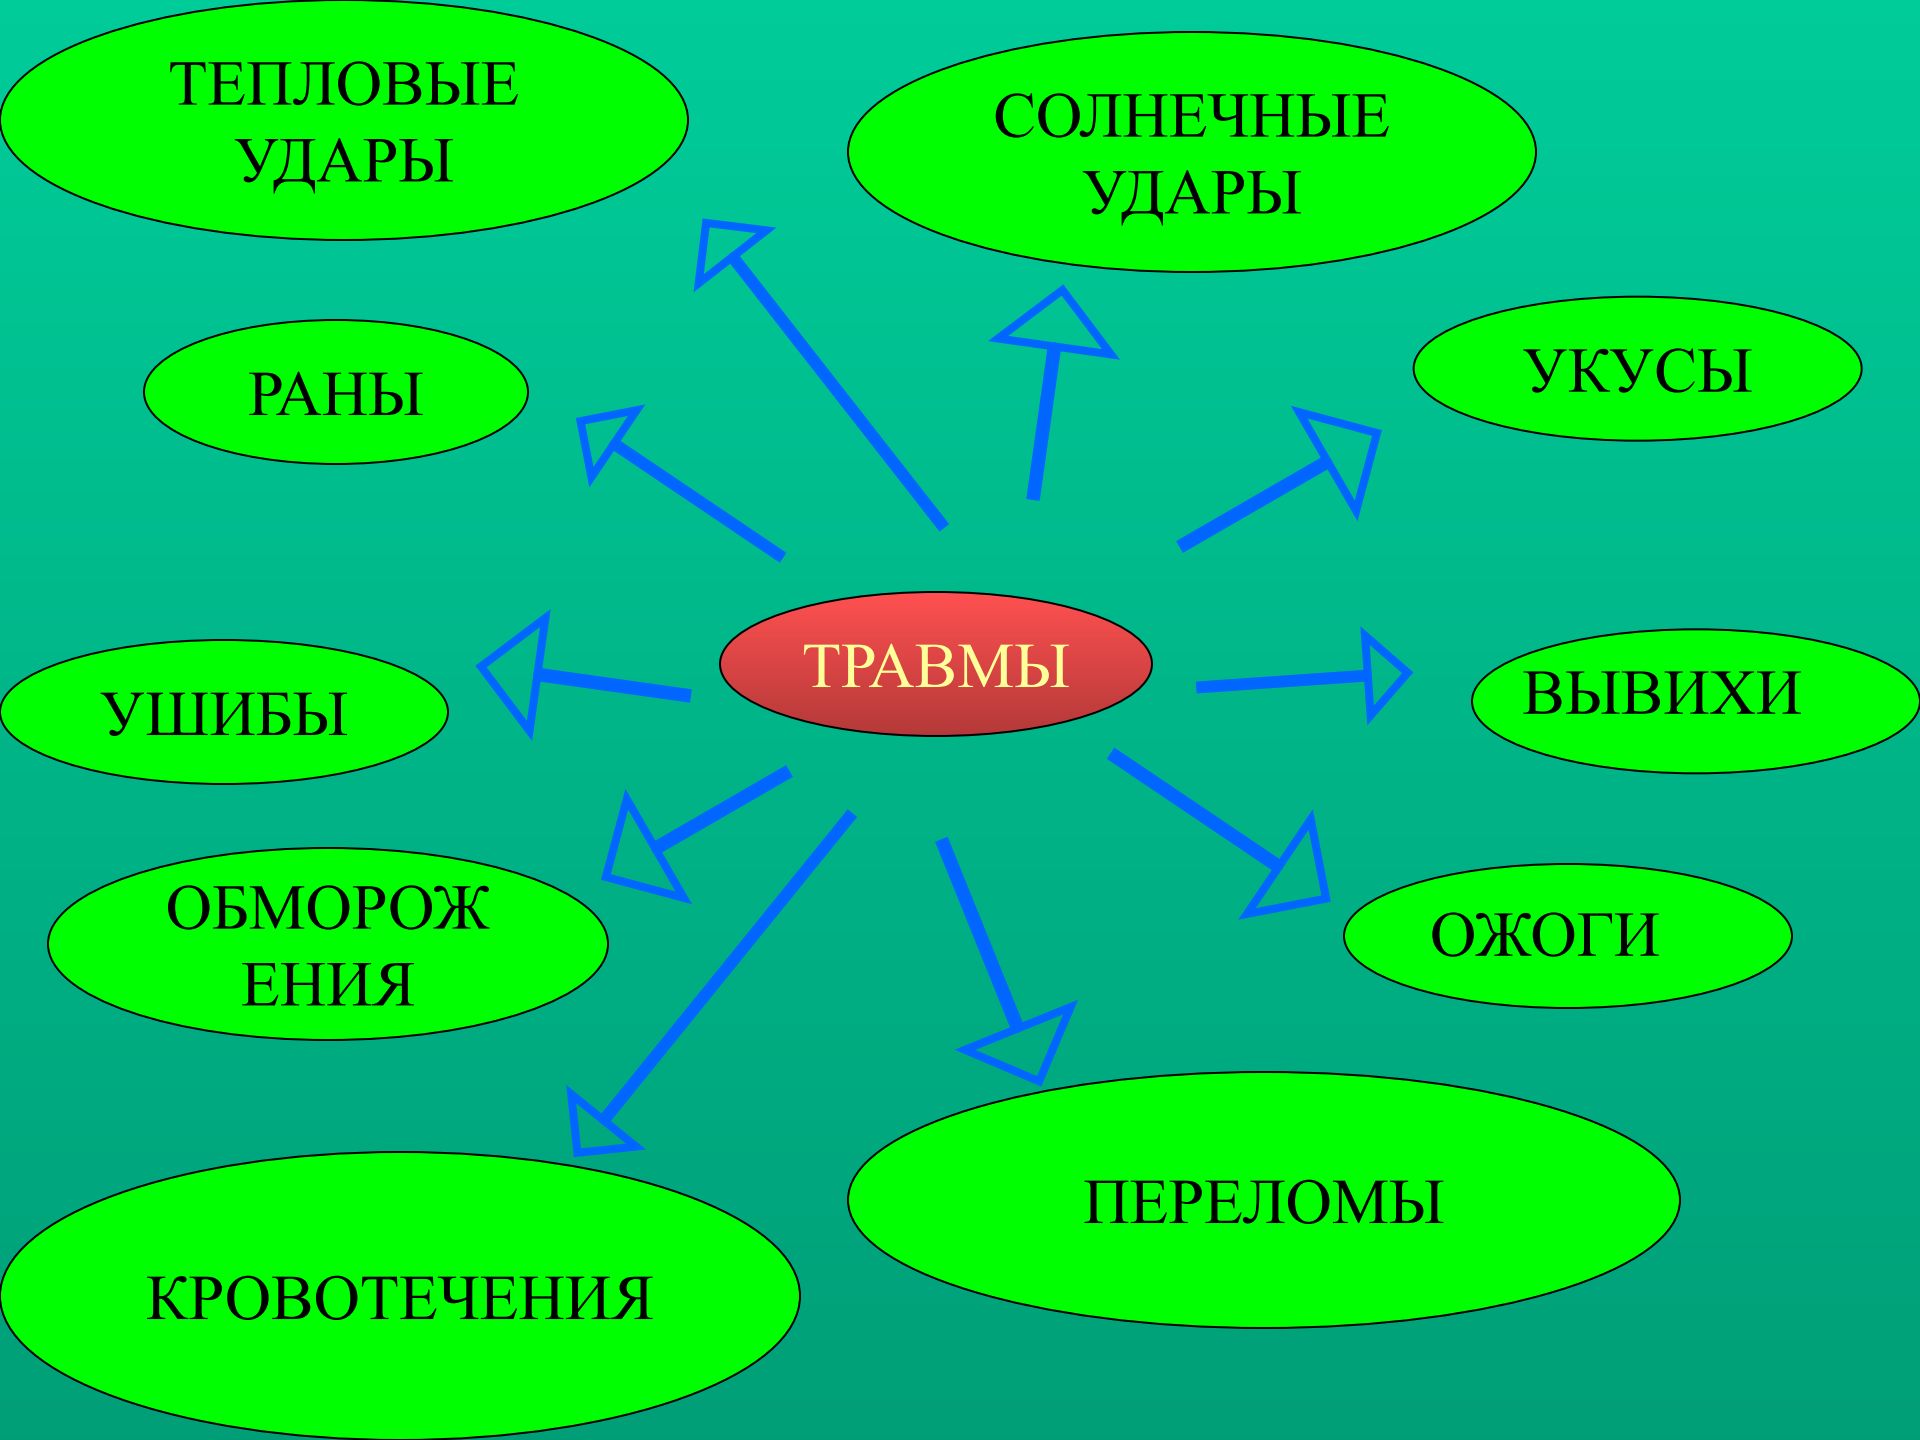 ТЕПЛОВЫЕ
УДАРЫ
СОЛНЕЧНЫЕ
УДАРЫ
РАНЫ
УКУСЫ
ТРАВМЫ
УШИБЫ
ВЫВИХИ
ОБМОРОЖ
ЕНИЯ
ОЖОГИ
ПЕРЕЛОМЫ
КРОВОТЕЧЕНИЯ